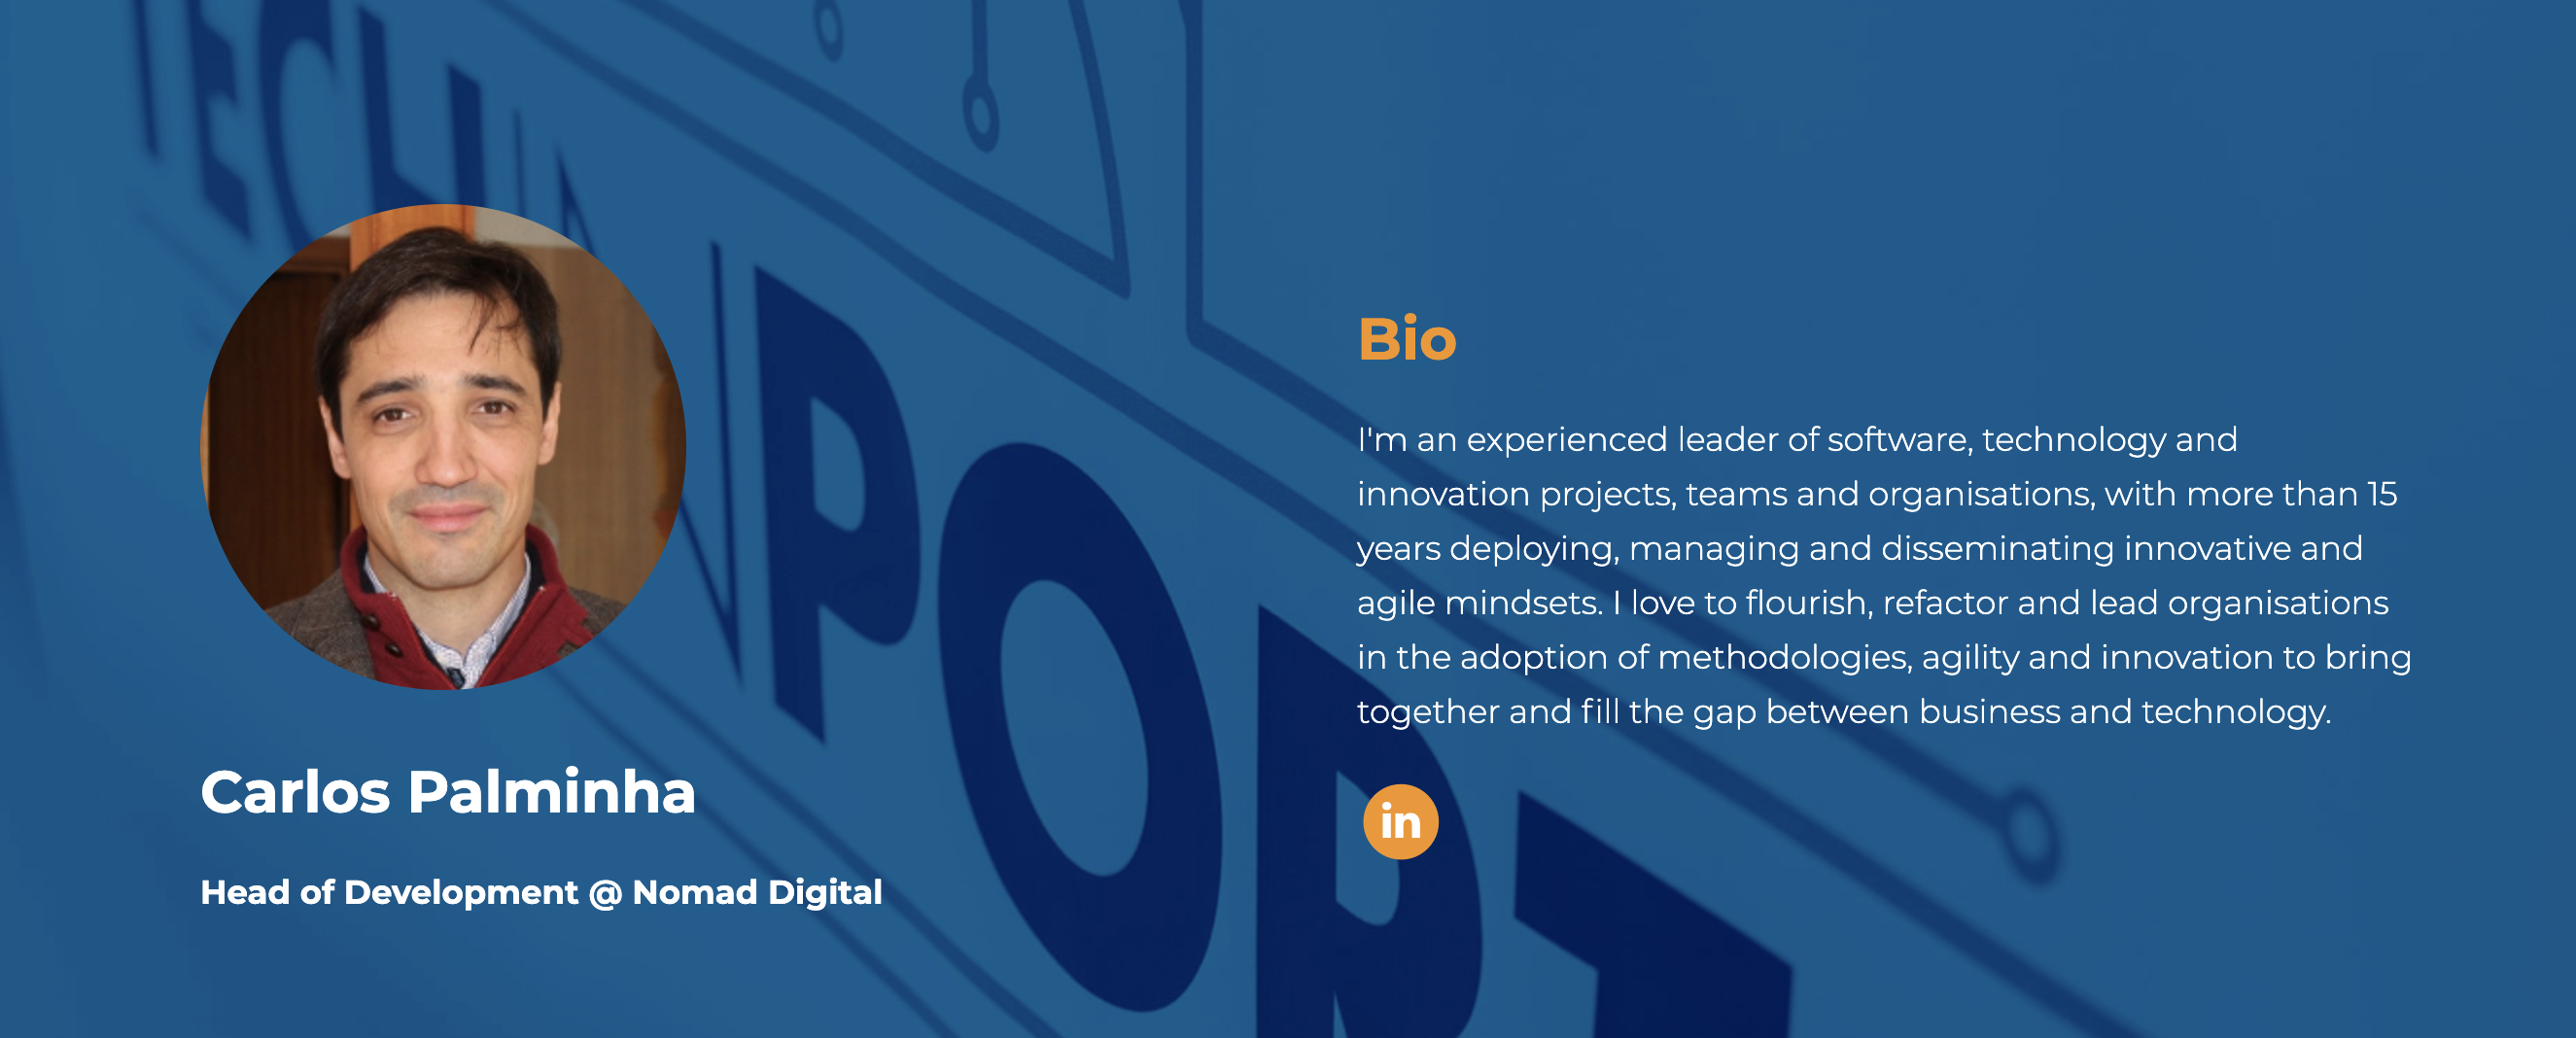 TECH IN PORT
Carlos Palminha
Head of Development @ Nomad Digital
Bio
I'm an experienced leader of software, technology and
innovation projects, teams and organisations, with more than 15
years deploying, managing and disseminating innovative and
agile mindsets. I love to flourish, refactor and lead organisations
in the adoption of methodologies, agility and innovation to bring
together and fill the gap between business and technology.
in